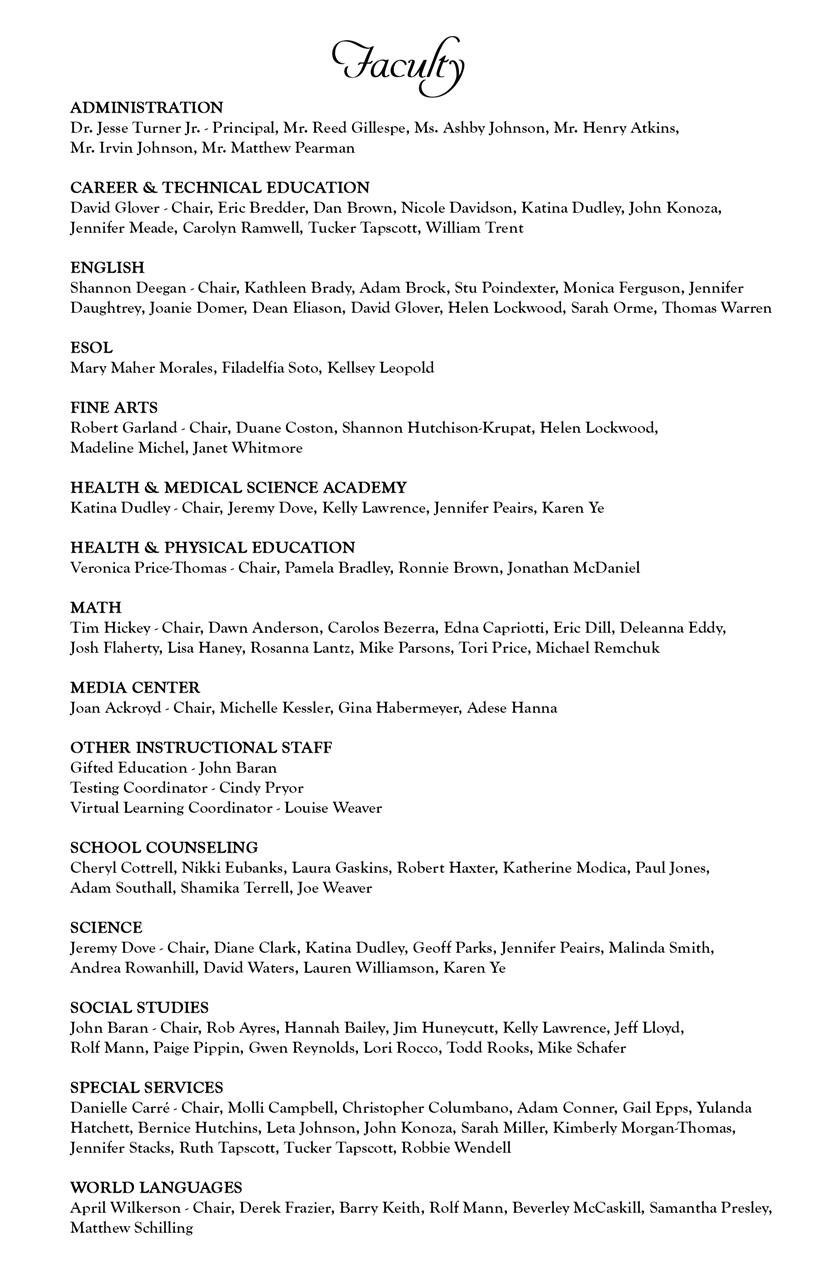 Faculty
ADMINISTRATION
Dr. Jesse Turner Jr. - Principal, Mr. Reed Gillespe, Ms. Ashby Johnson, Mr. Henry Atkins,
Mr. Irvin Johnson, Mr. Matthew Pearman
CAREER & TECHNICAL EDUCATION
David Glover - Chair, Eric Bredder, Dan Brown, Nicole Davidson, Katina Dudley, John Konoza,
Jennifer Meade, Carolyn Ramwell, Tucker Tapscott, William Trent
ENGLISH
Shannon Deegan - Chair, Kathleen Brady, Adam Brock, Stu Poindexter, Monica Ferguson, Jennifer
Daughtrey, Joanie Domer, Dean Eliason, David Glover, Helen Lockwood, Sarah Orme, Thomas Warren
ESOL
Mary Maher Morales, Filadelfia Soto, Kellsey Leopold
FINE ARTS
Robert Garland - Chair, Duane Coston, Shannon Hutchison-Krupat, Helen Lockwood,
Madeline Michel, Janet Whitmore
HEALTH & MEDICAL SCIENCE ACADEMY
Katina Dudley - Chair, Jeremy Dove, Kelly Lawrence, Jennifer Peairs, Karen Ye
HEALTH & PHYSICAL EDUCATION
Veronica Price-Thomas - Chair, Pamela Bradley, Ronnie Brown, Jonathan McDaniel
MATH
Tim Hickey - Chair, Dawn Anderson, Carolos Bezerra, Edna Capriotti, Eric Dill, Deleanna Eddy,
Josh Flaherty, Lisa Haney, Rosanna Lantz, Mike Parsons, Tori Price, Michael Remchuk
MEDIA CENTER
Joan Ackroyd - Chair, Michelle Kessler, Gina Habermeyer, Adese Hanna
OTHER INSTRUCTIONAL STAFF
Gifted Education - John Baran
Testing Coordinator - Cindy Pryor
Virtual Learning Coordinator - Louise Weaver
SCHOOL COUNSELING
Cheryl Cottrell, Nikki Eubanks, Laura Gaskins, Robert Haxter, Katherine Modica, Paul Jones,
Adam Southall, Shamika Terrell, Joe Weaver
SCIENCE
Jeremy Dove - Chair, Diane Clark, Katina Dudley, Geoff Parks, Jennifer Peairs, Malinda Smith,
Andrea Rowanhill, David Waters, Lauren Williamson, Karen Ye
SOCIAL STUDIES
John Baran - Chair, Rob Ayres, Hannah Bailey, Jim Huneycutt, Kelly Lawrence, Jeff Lloyd,
Rolf Mann, Paige Pippin, Gwen Reynolds, Lori Rocco, Todd Rooks, Mike Schafer
SPECIAL SERVICES
Danielle Carré - Chair, Molli Campbell, Christopher Columbano, Adam Conner, Gail Epps, Yulanda
Hatchett, Bernice Hutchins, Leta Johnson, John Konoza, Sarah Miller, Kimberly Morgan-Thomas,
Jennifer Stacks, Ruth Tapscott, Tucker Tapscott, Robbie Wendell
WORLD LANGUAGES
April Wilkerson - Chair, Derek Frazier, Barry Keith, Rolf Mann, Beverley McCaskill, Samantha Presley,
Matthew Schilling